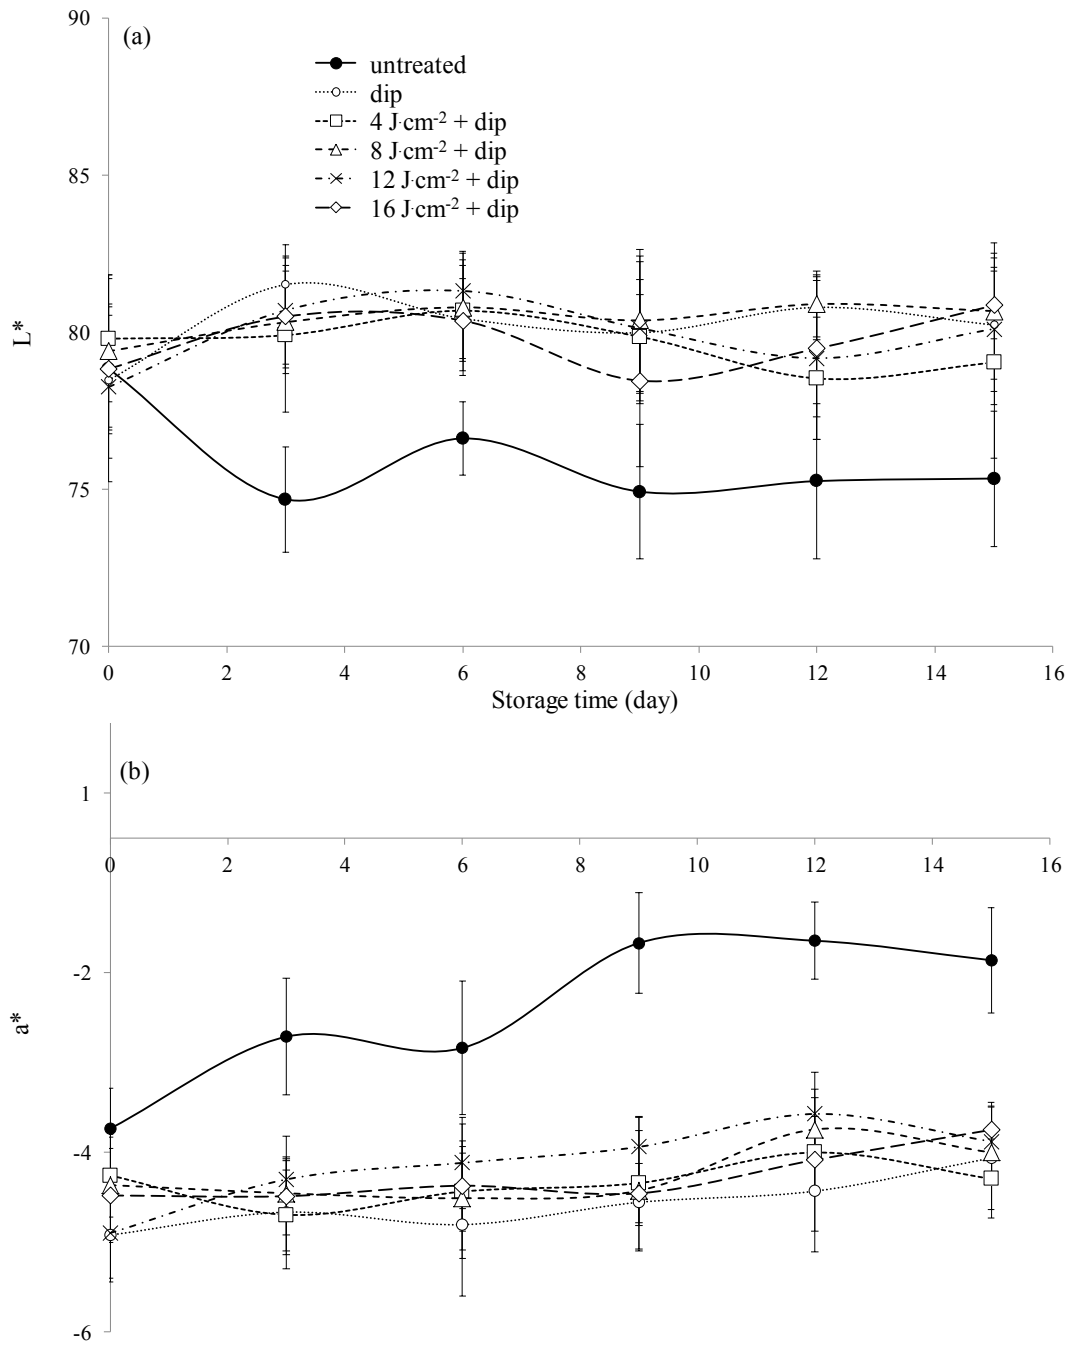 90
(a)
untreated
dip
4 J·cm-2 + dip
8 J·cm-2 + dip
12 J·cm-2 + dip
16 J·cm-2 + dip
85
80
L*
75
70
0 2 4 6 8 10 12 14 16
Storage time (day)
(b)
1
0 2 4 6 8 10 12 14 16
-2
a*
-4
-6